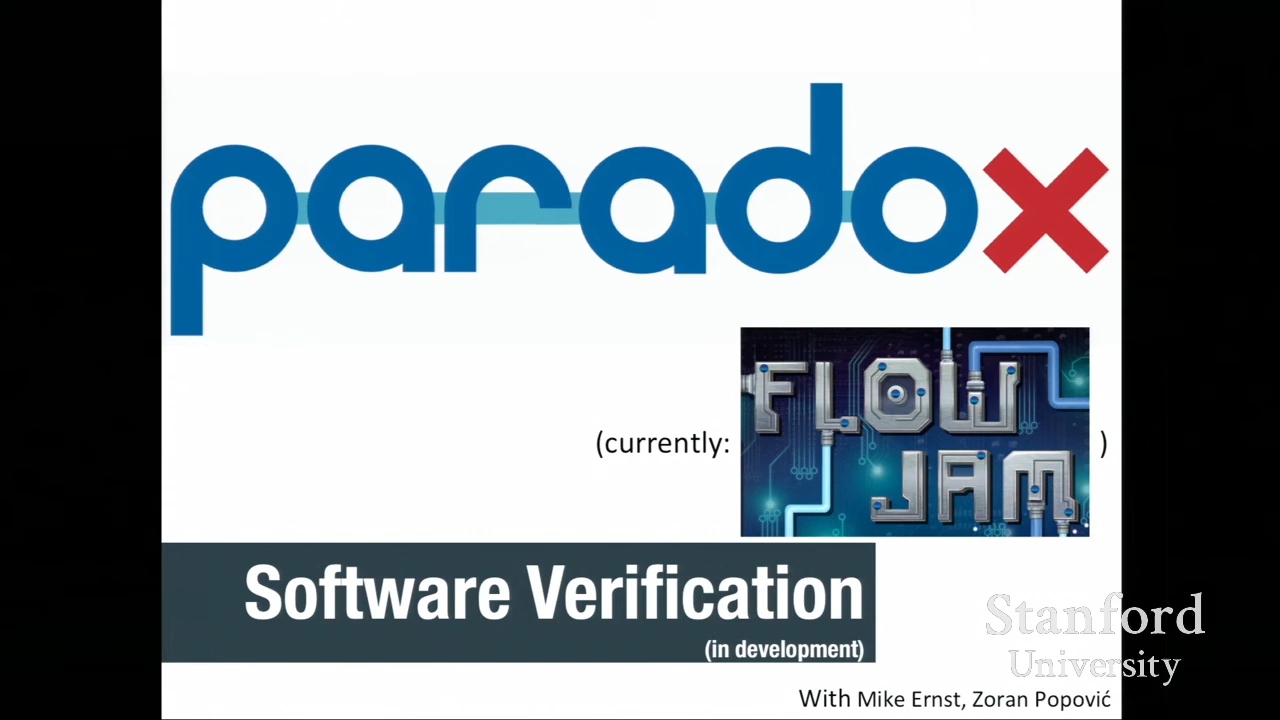 paradox
(currently:
FLOW
JAM
)
Software Verification
(in development)
Stanford
University
With Mike Ernst, Zoran Popović